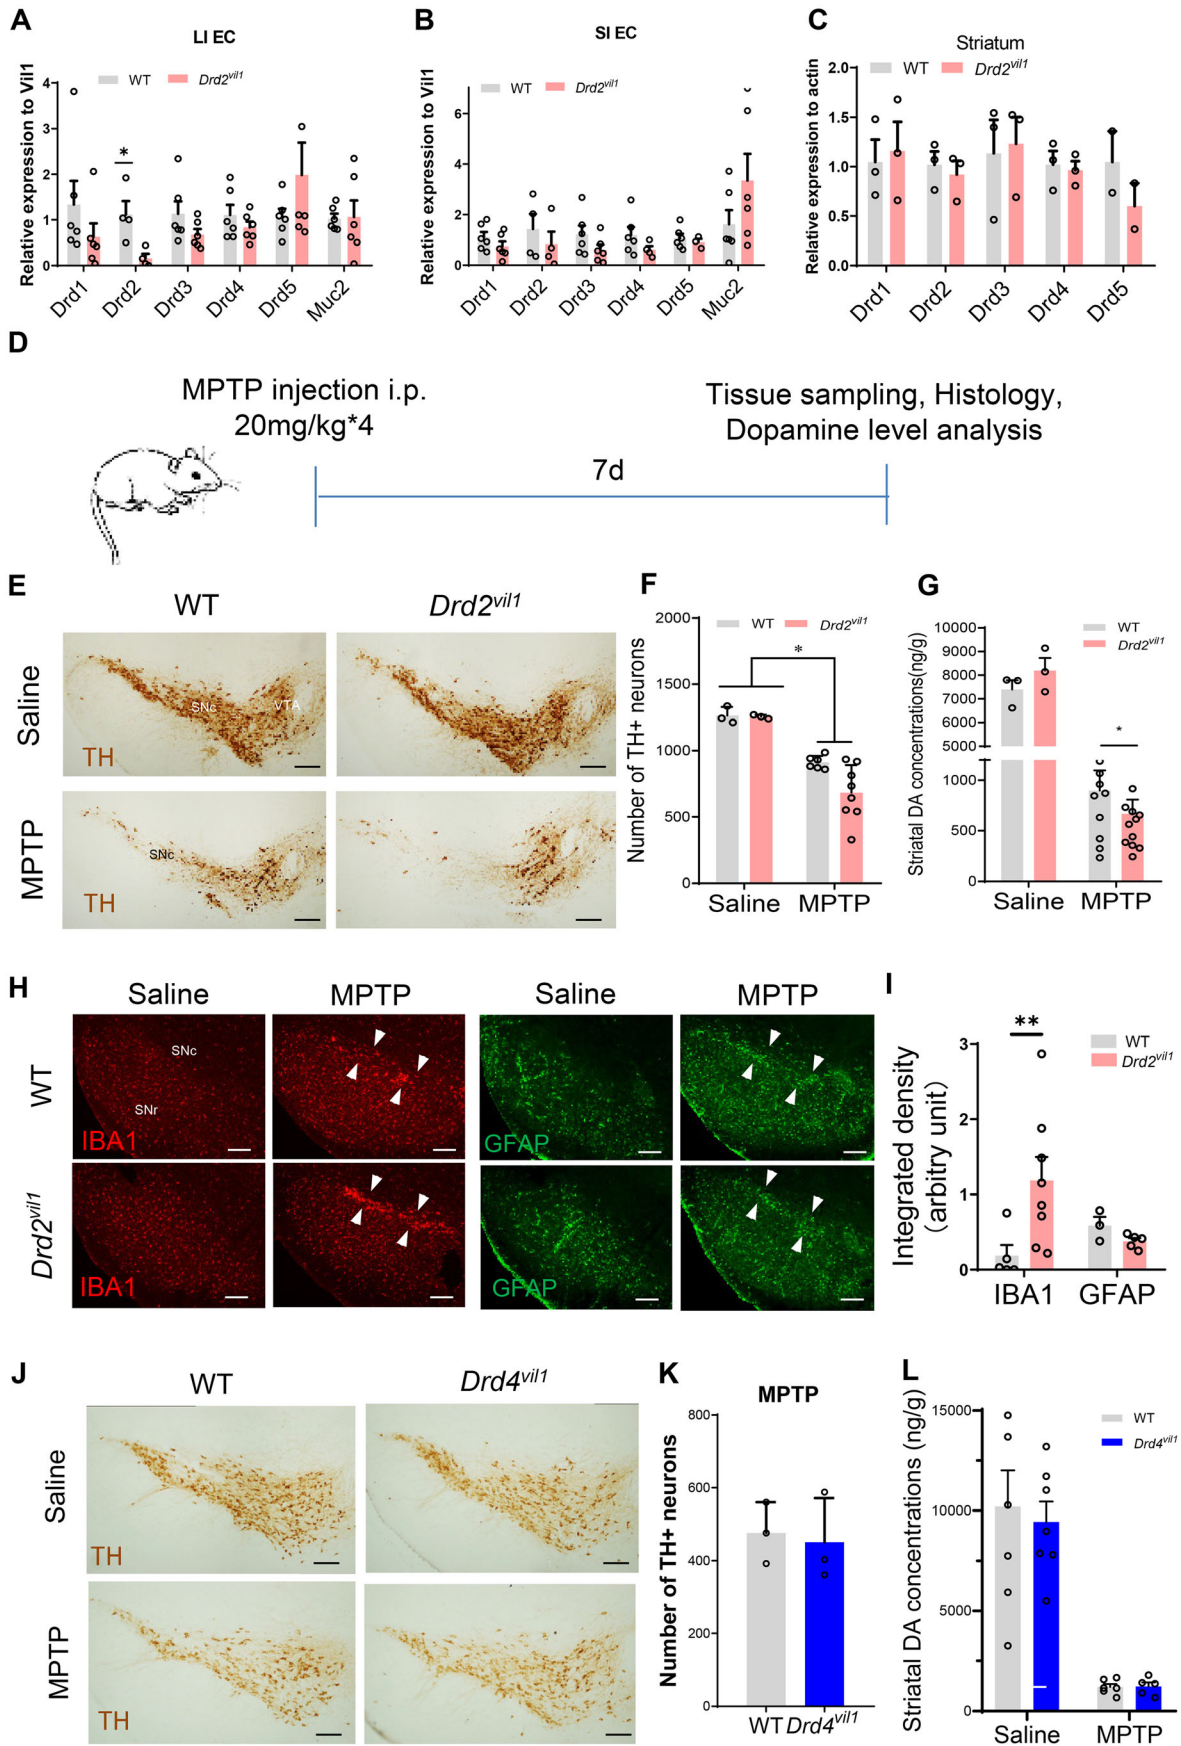 A
LI EC
WT
Drd2vil1
Relative expression to Vil1
4
3
2
1
0
*
Drd1
Drd2
Drd3
Drd4
Drd5
Muc2
B
SI EC
WT
Drd2vil1
Relative expression to Vil1
6
4
2
0
Drd1
Drd2
Drd3
Drd4
Drd5
Muc2
C
Striatum
WT
Drd2vil1
Relative expression to actin
2.0
1.5
1.0
0.5
0.0
Drd1
Drd2
Drd3
Drd4
Drd5
D
MPTP injection i.p.
20mg/kg*4
7d
Tissue sampling, Histology,
Dopamine level analysis
E
WT
Drd2vil1
Saline
SNc
VTA
TH
MPTP
SNc
TH
F
WT
Drd2vil1
Number of TH+ neurons
2000
1500
1000
500
0
*
Saline
MPTP
G
WT
Drd2vil1
Striatal DA concentrations(ng/g)
10000
9000
8000
7000
6000
5000
1000
500
0
*
Saline
MPTP
H
Saline
MPTP
Saline
MPTP
WT
SNc
SNr
IBA1
GFAP
Drd2vil1
IBA1
GFAP
I
WT
Drd2vil1
Integrated density
(arbitry unit)
3
2
1
0
**
IBA1
GFAP
J
WT
Drd4vil1
Saline
TH
MPTP
TH
K
MPTP
Number of TH+ neurons
800
600
400
200
0
WT
Drd4vil1
L
WT
Drd4vil1
Striatal DA concentrations (ng/g)
15000
10000
5000
0
Saline
MPTP